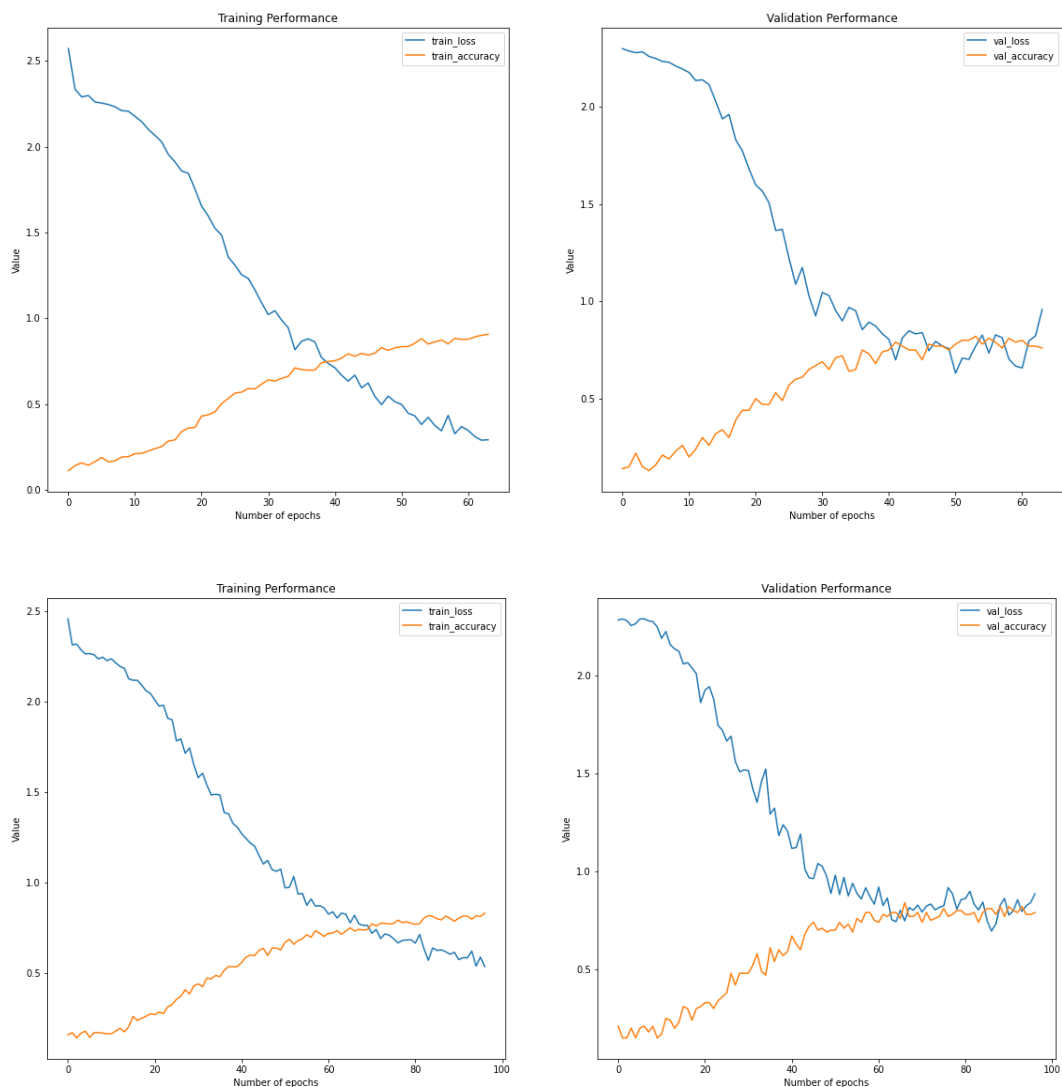 Training Performance
train_loss
train_accuracy
2.5
2.0
1.5
1.0
0.5
0.0
Value
0 10 20 30 40 50 60
Number of epochs
Validation Performance
val_loss
val_accuracy
2.0
1.5
1.0
0.5
Value
0 10 20 30 40 50 60
Number of epochs
Training Performance
train_loss
train_accuracy
2.5
2.0
1.5
1.0
0.5
Value
0 20 40 60 80 100
Number of epochs
Validation Performance
val_loss
val_accuracy
2.0
1.5
1.0
0.5
Value
0 20 40 60 80 100
Number of epochs